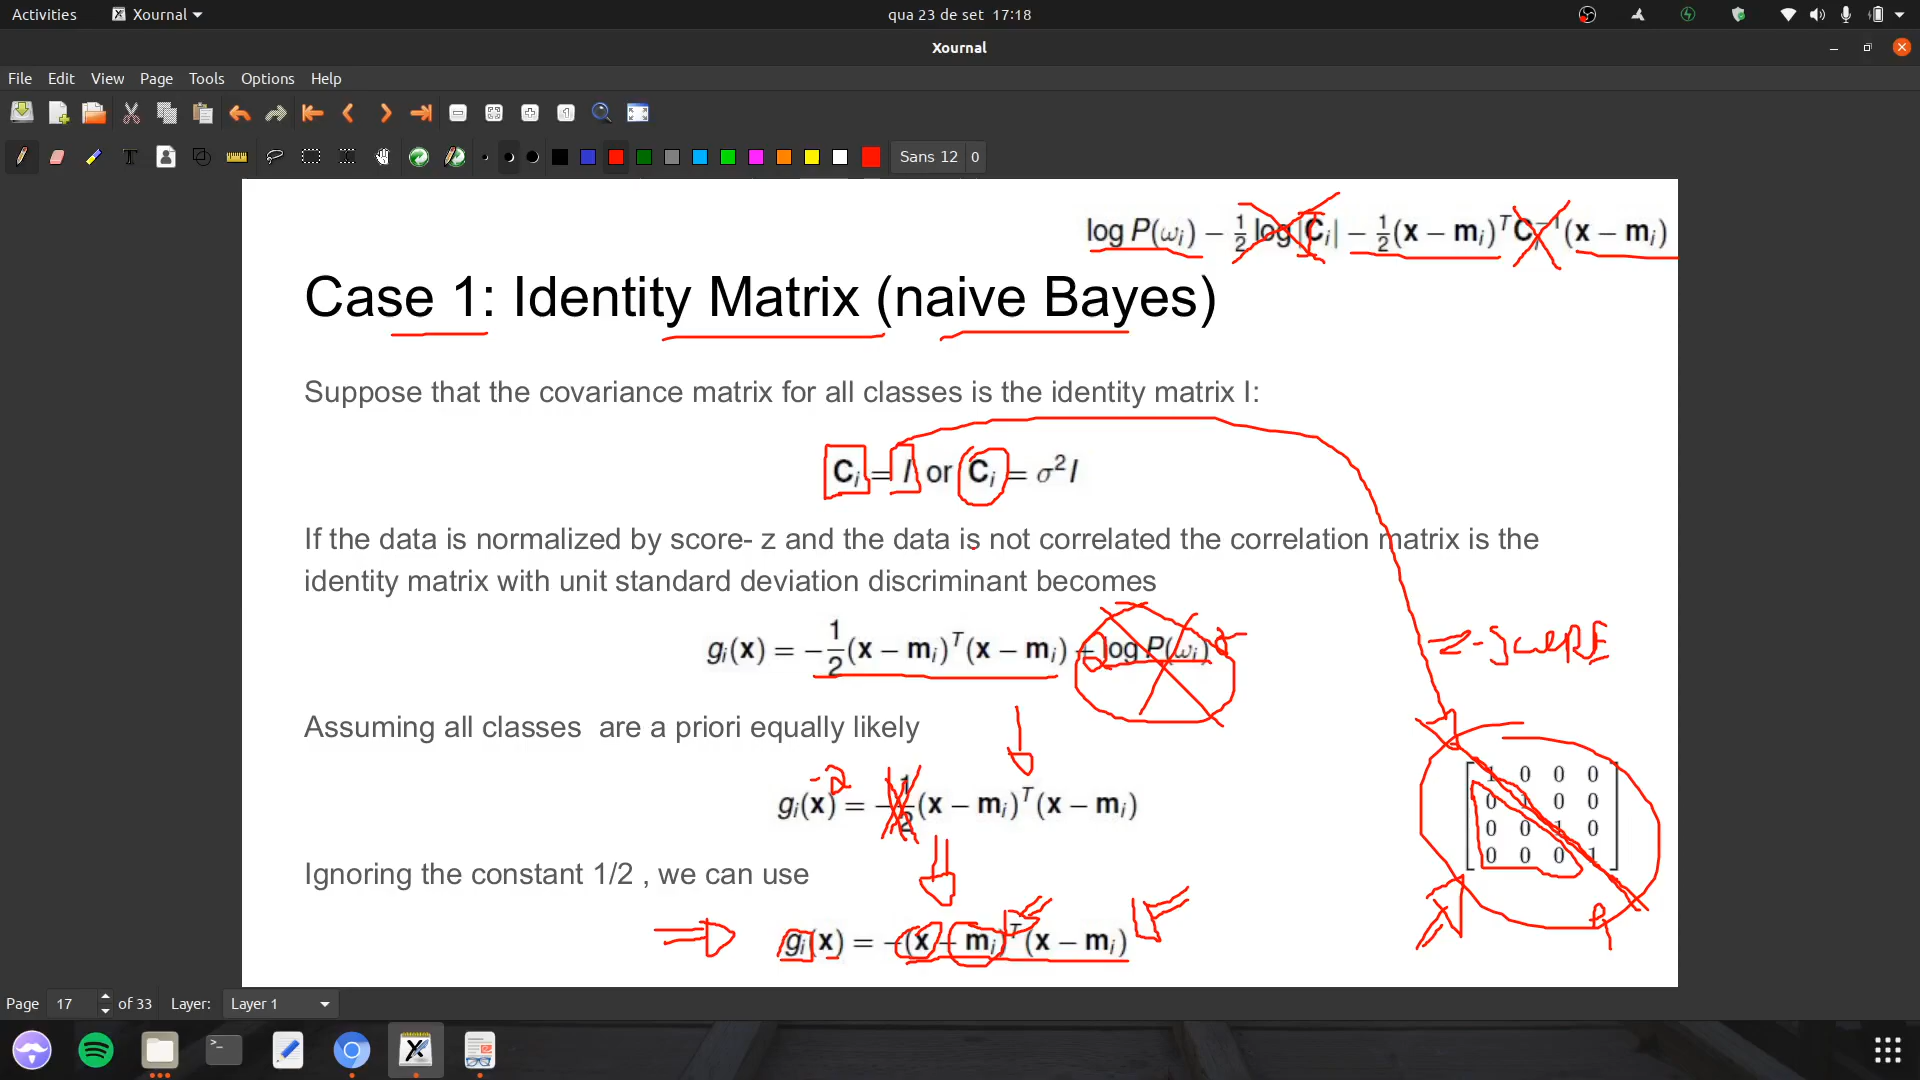 Activities Xournal qua 23 de set 17:18
Xournal
File Edit View Page Tools Options Help
Sans 12 0
log P(ωᵢ) − ½ log |Cᵢ| − ½(x − mᵢ)ᵀ Cᵢ⁻¹ (x − mᵢ)
Case 1: Identity Matrix (naive Bayes)
Suppose that the covariance matrix for all classes is the identity matrix I:
Cᵢ = I or Cᵢ = σ²I
If the data is normalized by score- z and the data is not correlated the correlation matrix is the
identity matrix with unit standard deviation discriminant becomes
gᵢ(x) = −½(x − mᵢ)ᵀ(x − mᵢ) + log P(ωᵢ)
Z-SCORE
Assuming all classes are a priori equally likely
-2
gᵢ(x) = −½(x − mᵢ)ᵀ(x − mᵢ)
1 0 0 0
0 1 0 0
0 0 1 0
0 0 0 1
Ignoring the constant 1/2 , we can use
gᵢ(x) = −(x − mᵢ)ᵀ(x − mᵢ)
Page 17 of 33 Layer: Layer 1